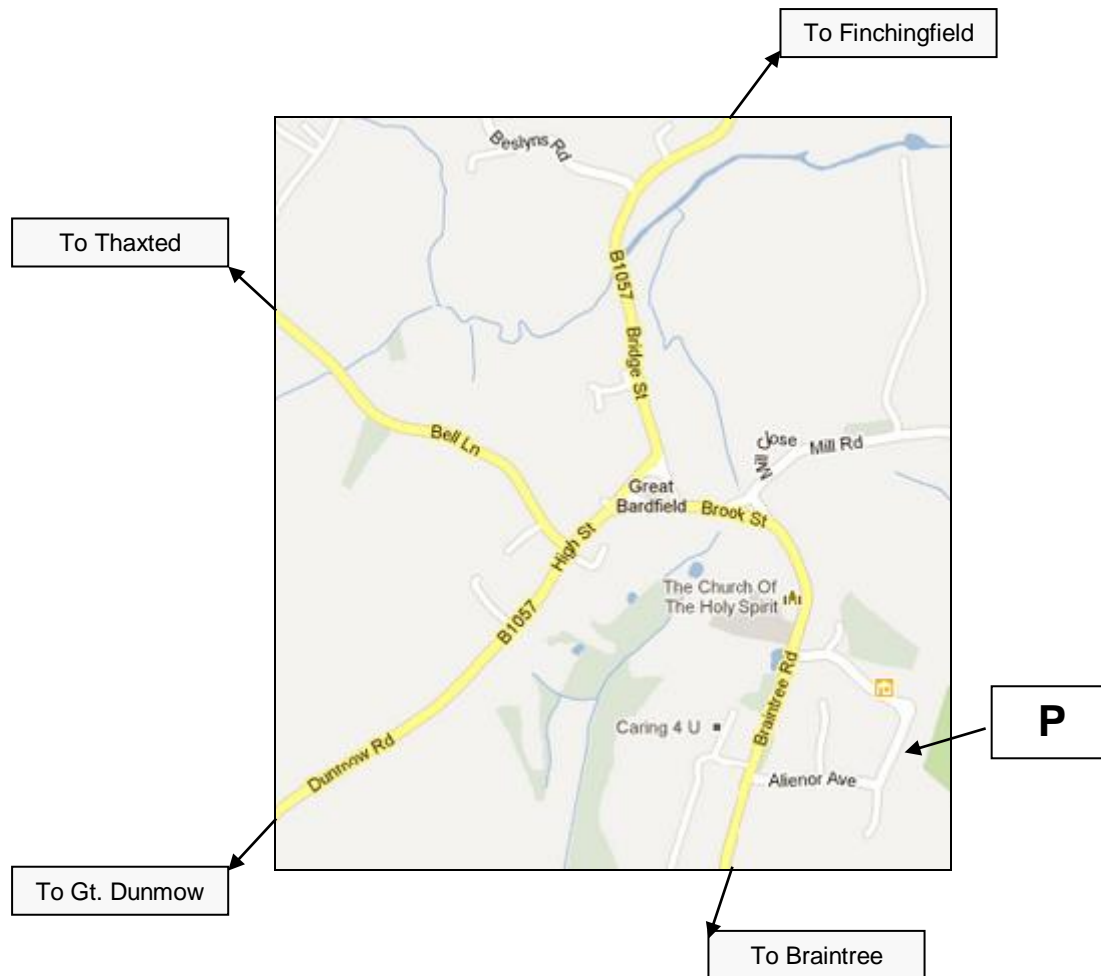 To Finchingfield
Beslyns Rd
To Thaxted
B1057
Bridge St
Bell Ln
Mill Close
Mill Rd
Great
Bardfield
Brook St
High St
The Church Of
The Holy Spirit
B1057
Braintree Rd
P
Caring 4 U
Dunmow Rd
Alienor Ave
To Gt. Dunmow
To Braintree